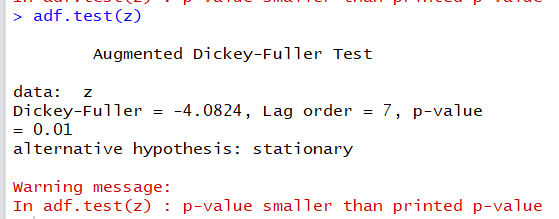 In adf.test(z) : p-value smaller than printed p-value
> adf.test(z)
Augmented Dickey-Fuller Test
data:  z
Dickey-Fuller = -4.0824, Lag order = 7, p-value
= 0.01
alternative hypothesis: stationary
Warning message:
In adf.test(z) : p-value smaller than printed p-value